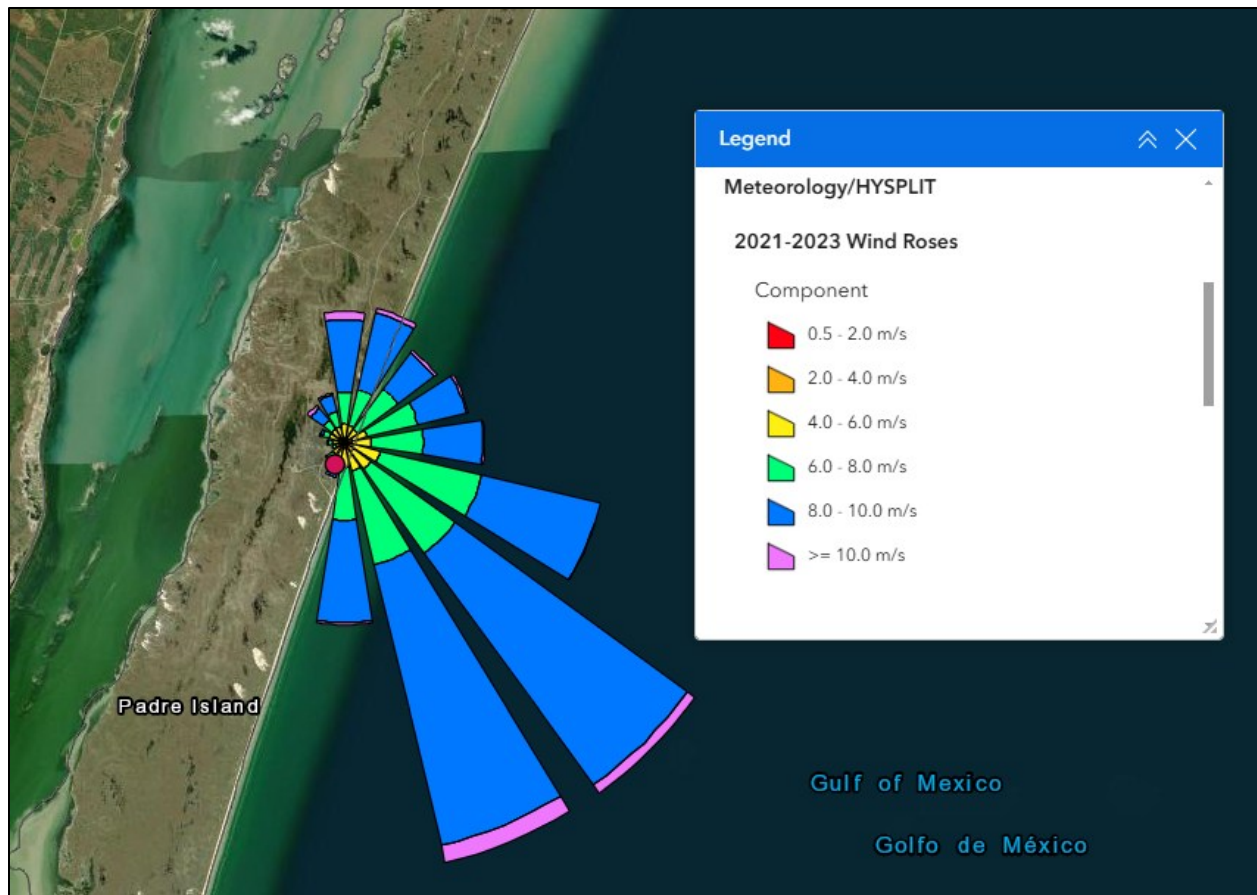 Legend
Meteorology/HYSPLIT
2021-2023 Wind Roses
Component
0.5 - 2.0 m/s
2.0 - 4.0 m/s
4.0 - 6.0 m/s
6.0 - 8.0 m/s
8.0 - 10.0 m/s
>= 10.0 m/s
Padre Island
Gulf of Mexico
Golfo de México